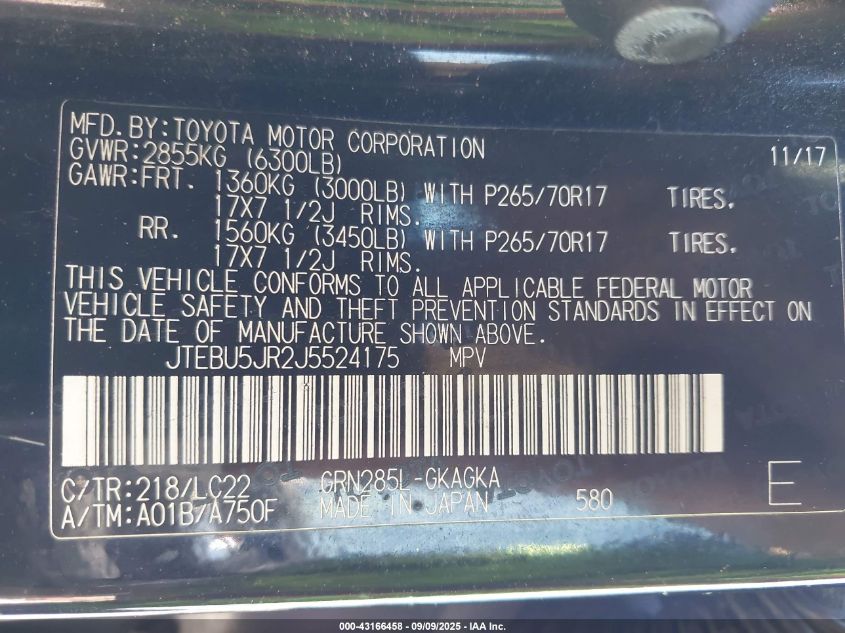 MFD.BY:TOYOTA MOTOR CORPORATION 11/17
GVWR:2855KG (6300LB)
GAWR:FRT. 1360KG (3000LB) WITH P265/70R17 TIRES.
17X7 1/2J RIMS.
RR. 1560KG (3450LB) WITH P265/70R17 TIRES.
17X7 1/2J RIMS.
THIS VEHICLE CONFORMS TO ALL APPLICABLE FEDERAL MOTOR
VEHICLE SAFETY AND THEFT PREVENTION STANDARDS IN EFFECT ON
THE DATE OF MANUFACTURE SHOWN ABOVE.
JTEBU5JR2J5524175 MPV
C/TR:218/LC22 GRN285L-GKAGKA
A/TM:A01B/A750F MADE IN JAPAN 580 E
000-43166458 - 09/09/2025 - IAA Inc.